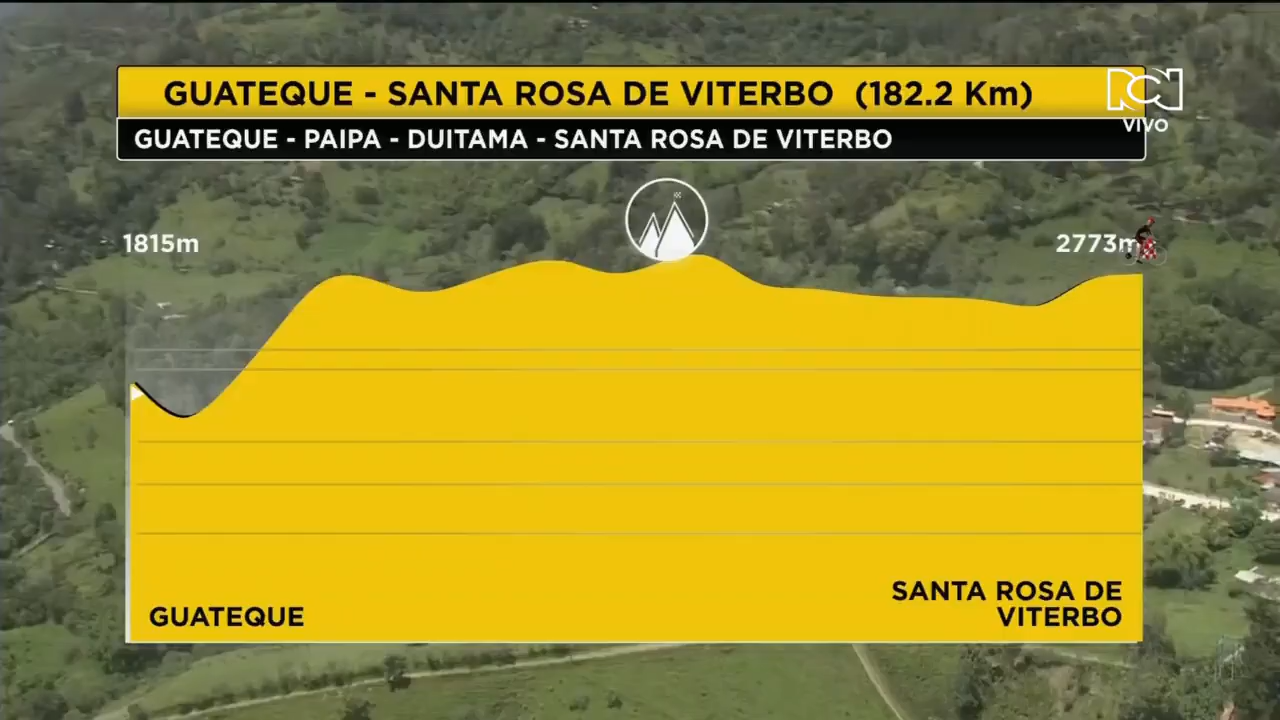 GUATEQUE - SANTA ROSA DE VITERBO (182.2 Km)
RCN
VIVO
GUATEQUE - PAIPA - DUITAMA - SANTA ROSA DE VITERBO
1815m
2773m
GUATEQUE
SANTA ROSA DE
VITERBO